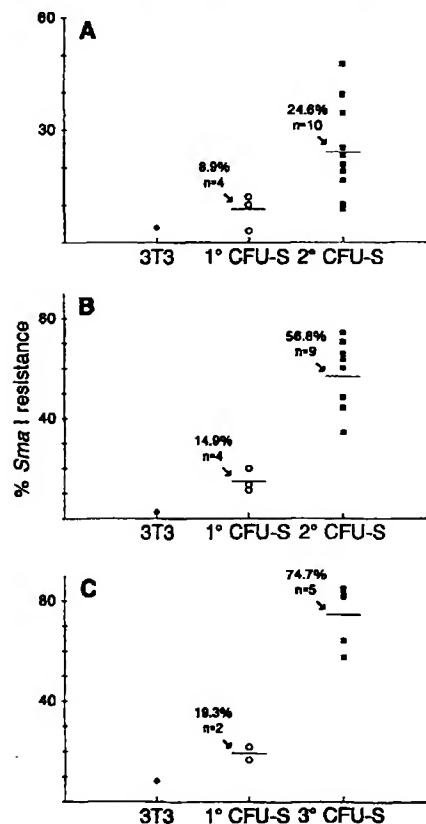 A
60
30
8.9%
n=4
24.6%
n=10
3T3 1° CFU-S 2° CFU-S
B
80
40
14.9%
n=4
56.8%
n=9
3T3 1° CFU-S 2° CFU-S
% Sma I resistance
C
80
40
19.3%
n=2
74.7%
n=5
3T3 1° CFU-S 3° CFU-S